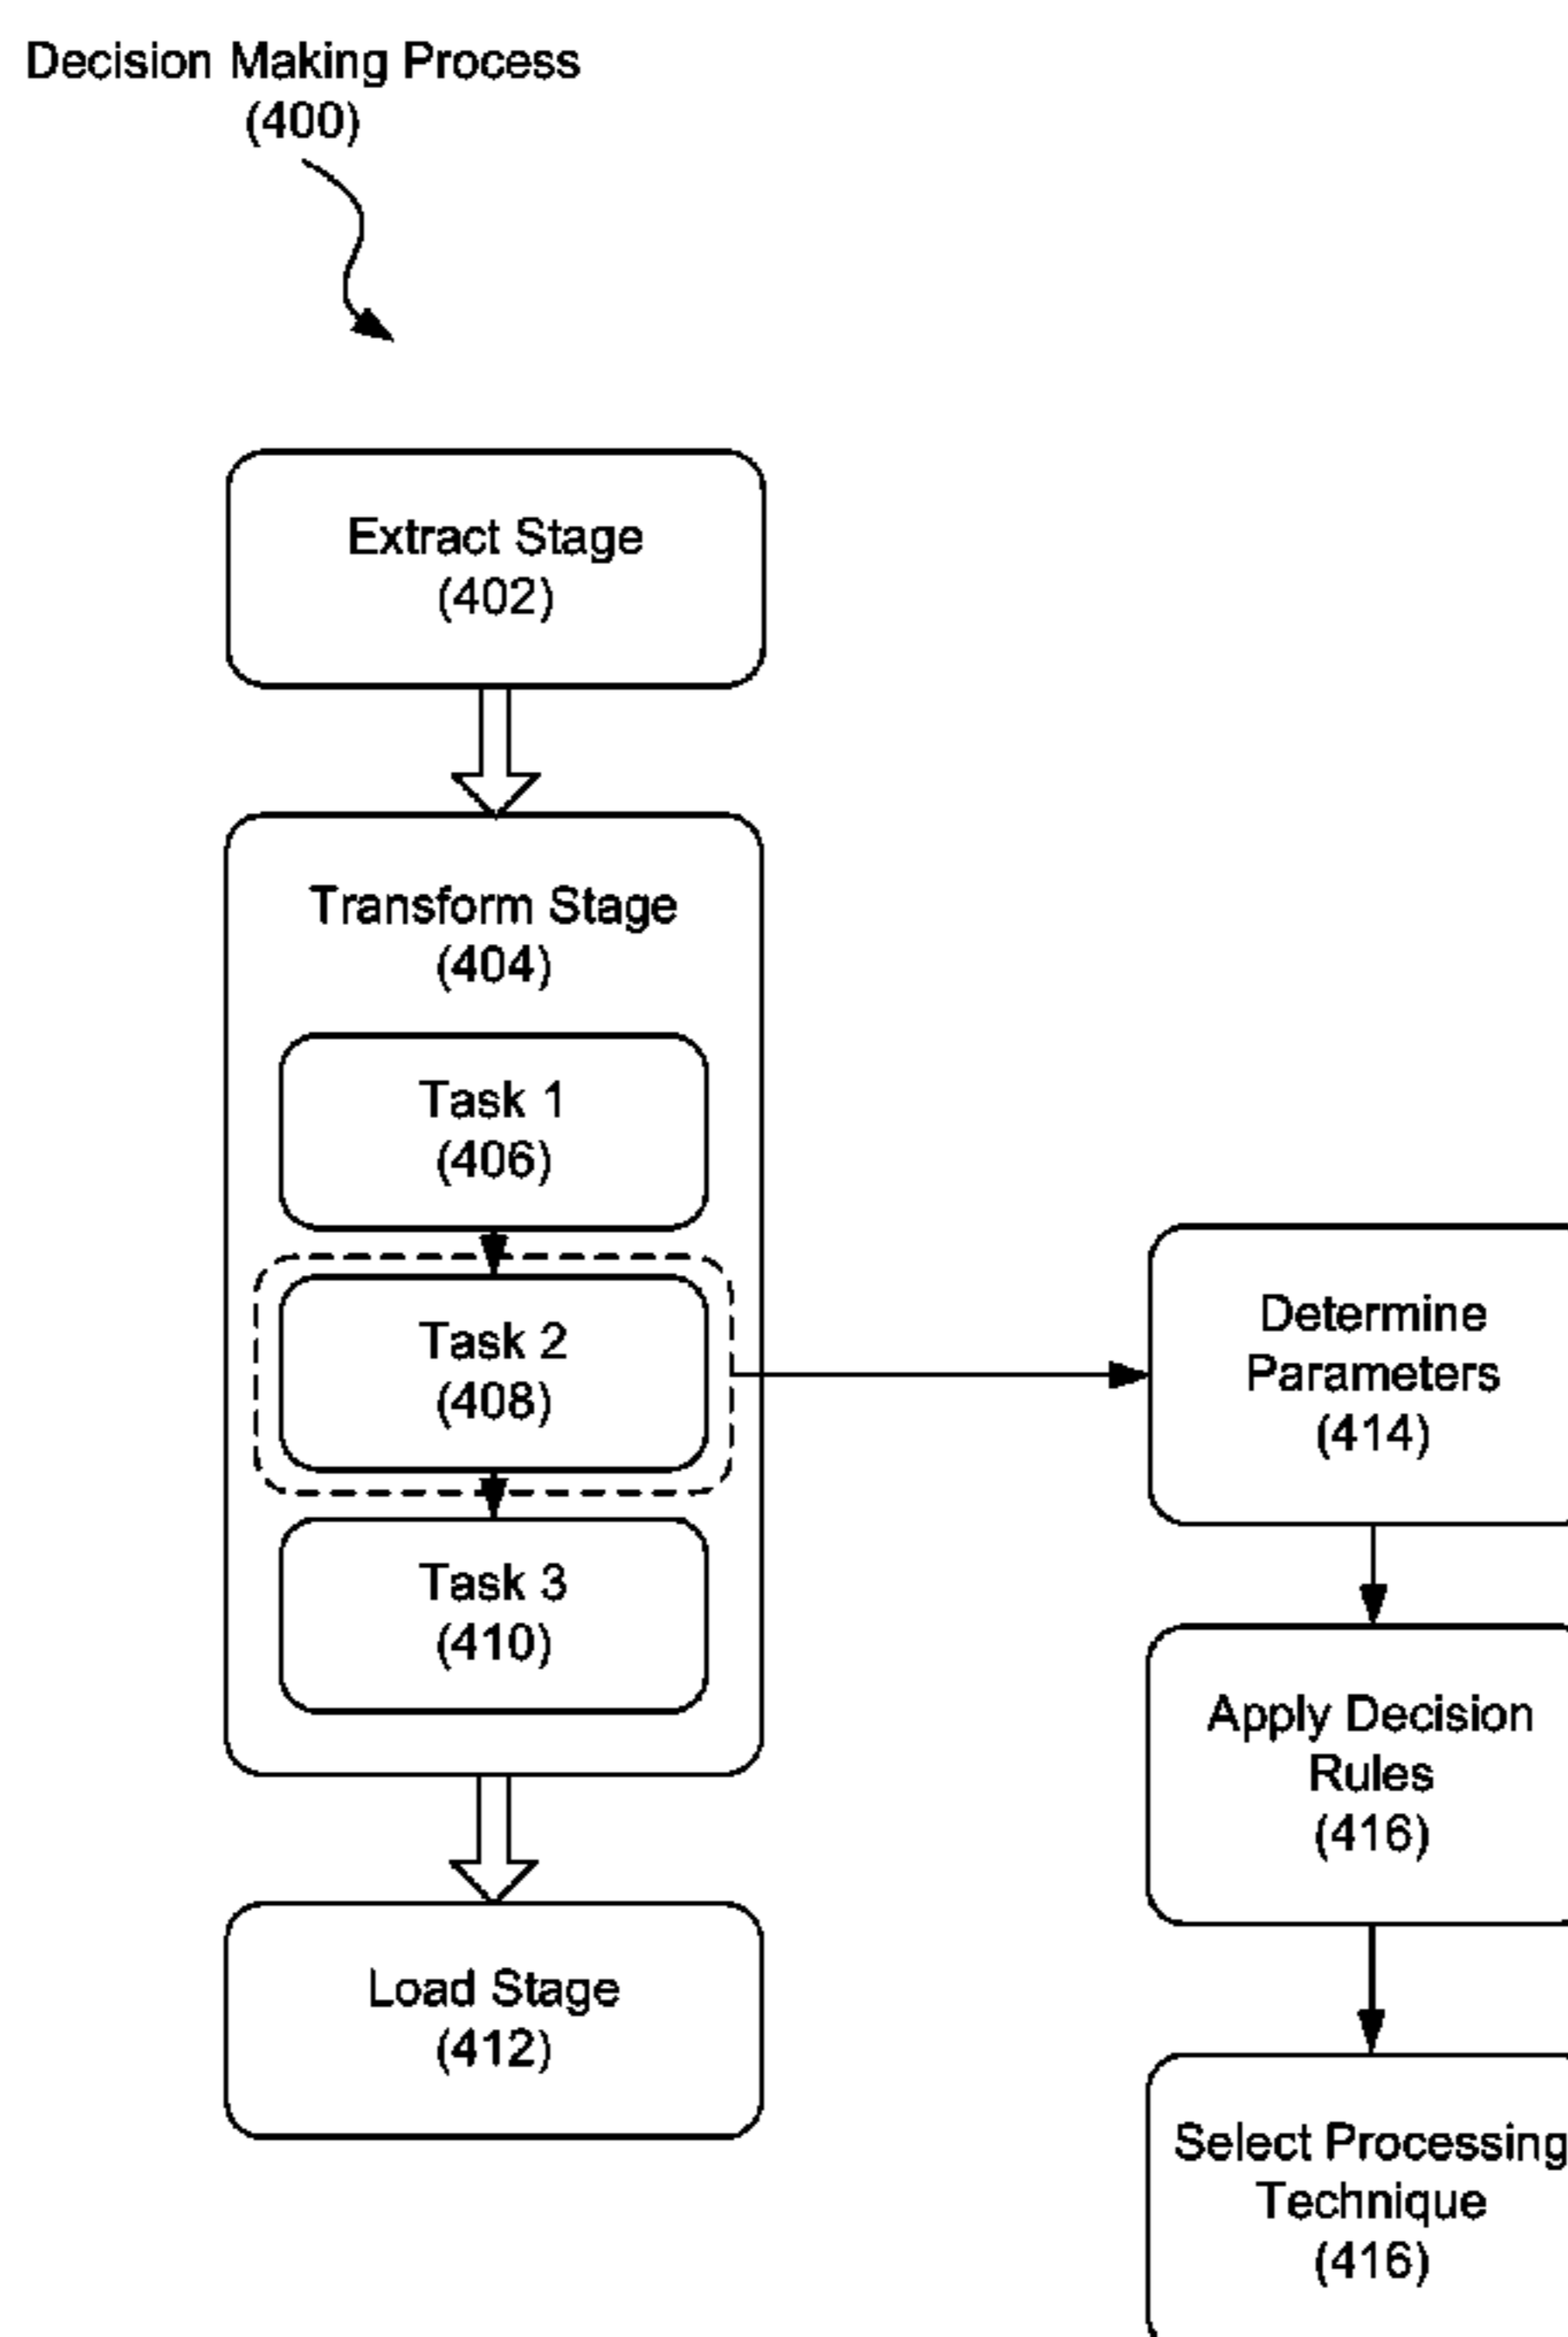 Decision Making Process
(400)
Extract Stage
(402)
Transform Stage
(404)
Task 1
(406)
Task 2
(408)
Task 3
(410)
Load Stage
(412)
Determine
Parameters
(414)
Apply Decision
Rules
(416)
Select Processing
Technique
(416)